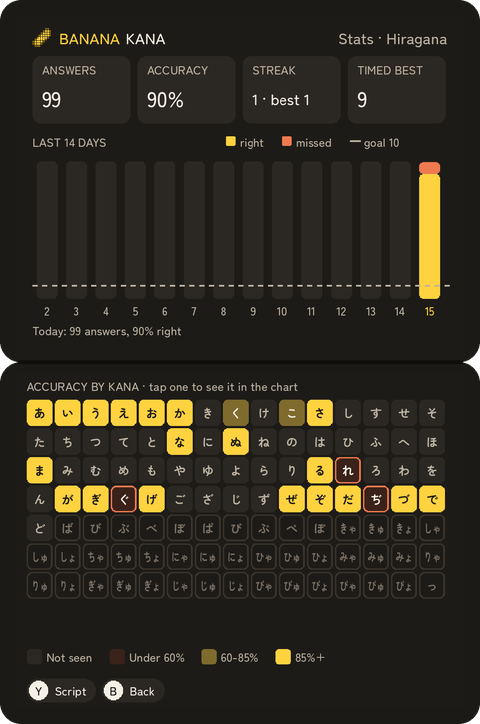 BANANA KANA
Stats · Hiragana
ANSWERS ACCURACY STREAK TIMED BEST
99 90% 1 · best 1 9
LAST 14 DAYS right missed goal 10
2 3 4 5 6 7 8 9 10 11 12 13 14 15
Today: 99 answers, 90% right
ACCURACY BY KANA · tap one to see it in the chart
あ い う え お か き く け こ さ し す せ そ
た ち つ て と な に ぬ ね の は ひ ふ へ ほ
ま み む め も や ゆ よ ら り る れ ろ わ を
ん が ぎ ぐ げ ご ざ じ ず ぜ ぞ だ ぢ づ で
ど ば び ぶ べ ぼ ぱ ぴ ぷ ぺ ぽ きゃ きゅ きょ しゃ
しゅ しょ ちゃ ちゅ ちょ にゃ にゅ にょ ひゃ ひゅ ひょ みゃ みゅ みょ りゃ
りゅ りょ ぎゃ ぎゅ ぎょ じゃ じゅ じょ びゃ びゅ びょ ぴゃ ぴゅ ぴょ っ
Not seen Under 60% 60–85% 85%+
Y Script B Back